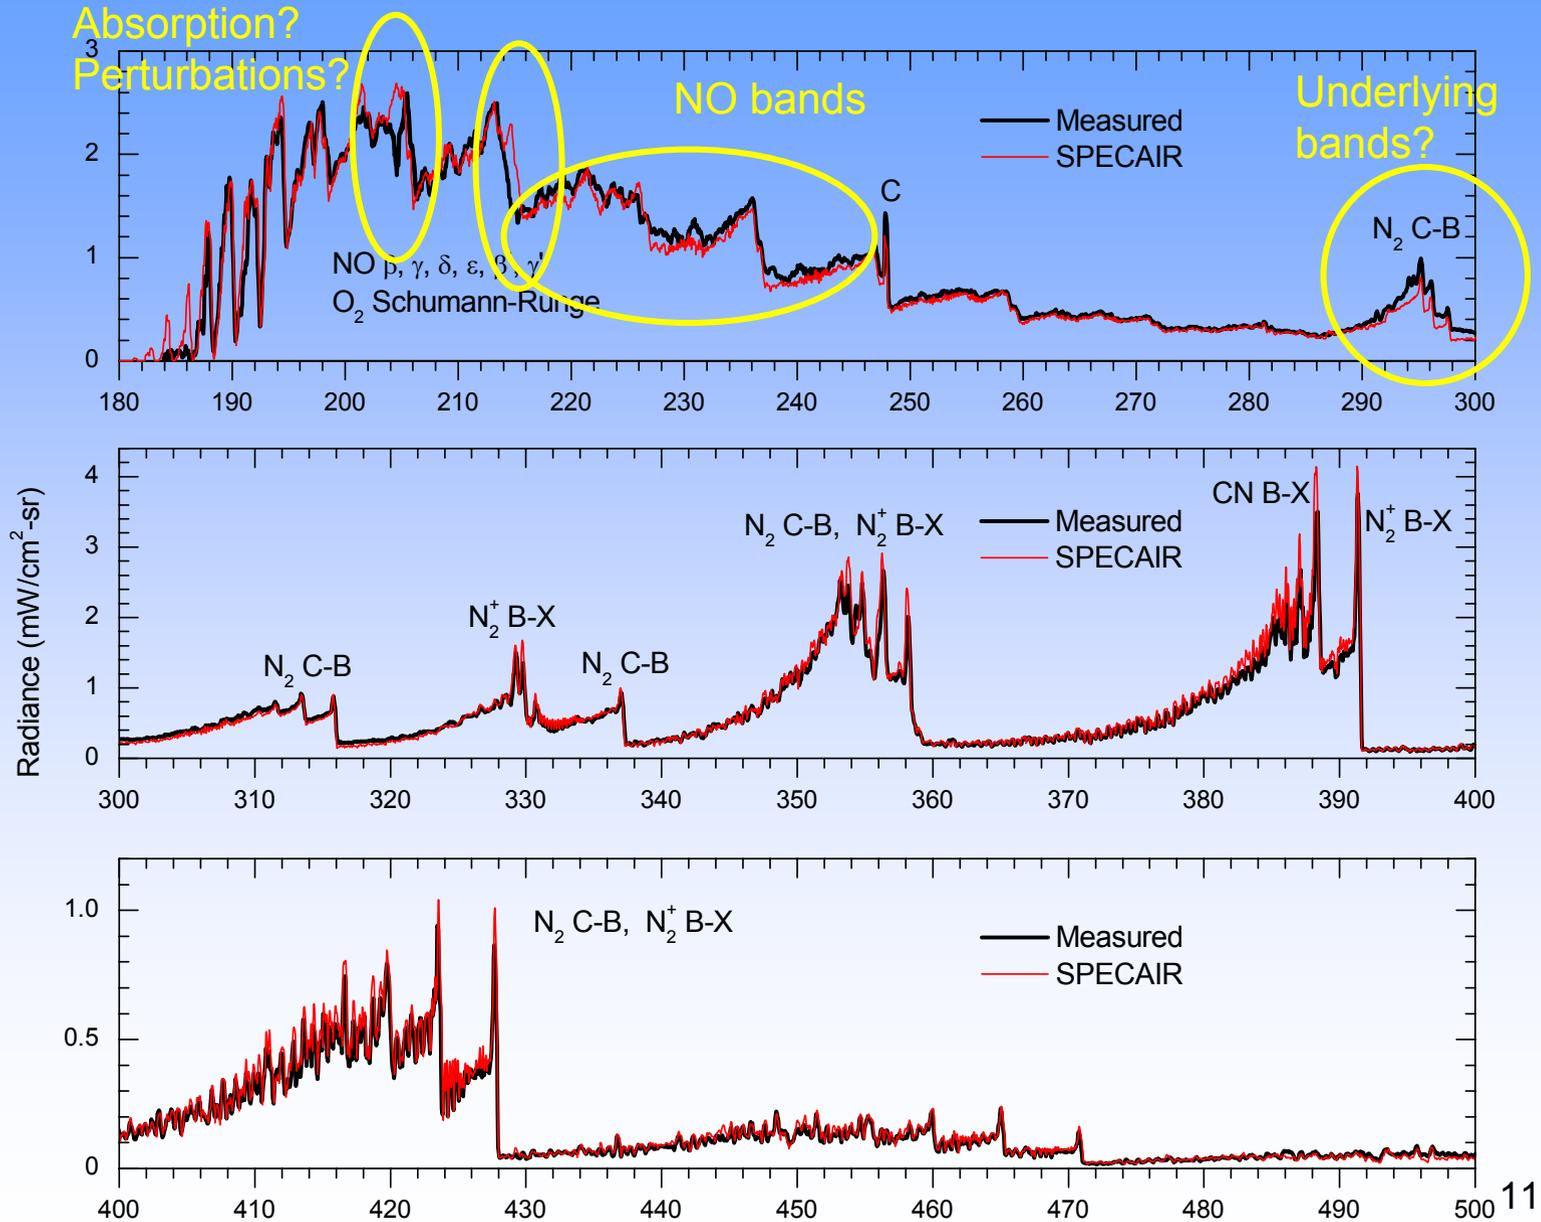 Absorption?
Perturbations?
NO bands
Underlying
bands?
Measured
SPECAIR
C
N2 C-B
NO β, γ, δ, ε, β', γ'
O2 Schumann-Runge
3
2
1
0
180 190 200 210 220 230 240 250 260 270 280 290 300
Radiance (mW/cm²-sr)
4
3
2
1
0
N2 C-B
N2+ B-X
N2 C-B
N2 C-B, N2+ B-X
Measured
SPECAIR
CN B-X
N2+ B-X
300 310 320 330 340 350 360 370 380 390 400
1.0
0.5
0
N2 C-B, N2+ B-X
Measured
SPECAIR
400 410 420 430 440 450 460 470 480 490 500
11